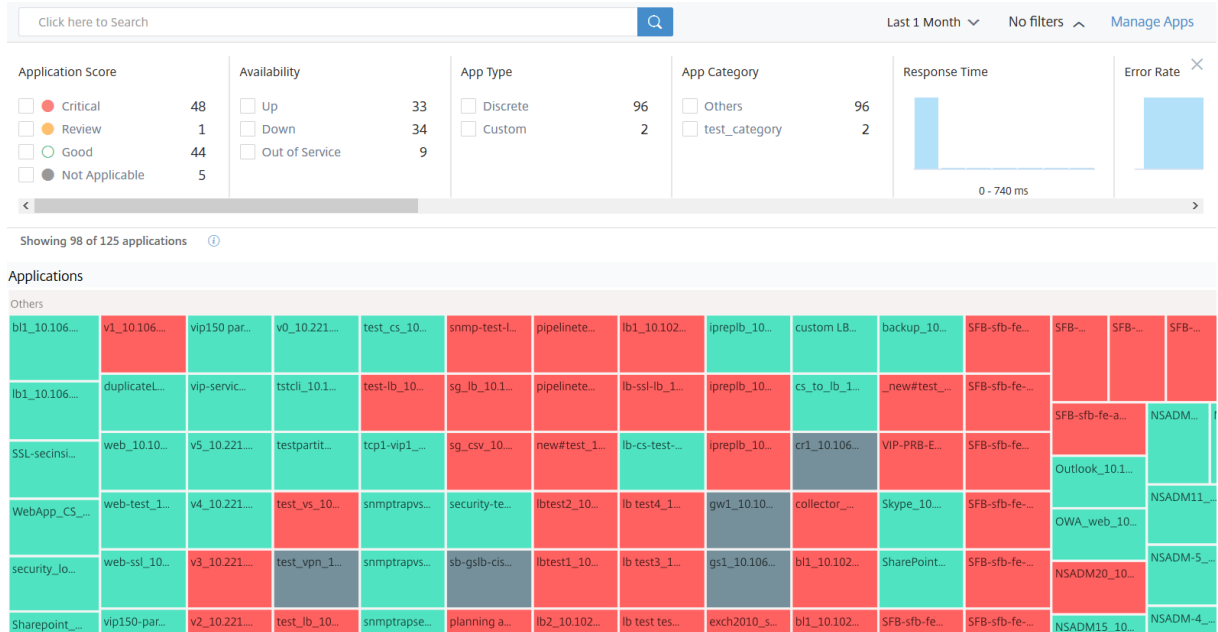 Click here to Search
Last 1 Month
No filters
Manage Apps
Application Score
Critical 48
Review 1
Good 44
Not Applicable 5
Availability
Up 33
Down 34
Out of Service 9
App Type
Discrete 96
Custom 2
App Category
Others 96
test_category 2
Response Time
0 - 740 ms
Error Rate
Showing 98 of 125 applications
Applications
Others
bl1_10.106....
v1_10.106....
vip150 par...
v0_10.221....
test_cs_10...
snmp-test-l...
pipelinete...
lb1_10.102...
ipreplb_10...
custom LB...
backup_10...
SFB-sfb-fe...
SFB-...
SFB-...
SFB-...
lb1_10.106....
duplicateL...
vip-servic...
tstcli_10.1...
test-lb_10...
sg_lb_10.1...
pipelinete...
lb-ssl-lb_1...
ipreplb_10...
cs_to_lb_1...
_new#test_...
SFB-sfb-fe-...
SFB-sfb-fe-a...
NSADM...
SSL-secinsi...
web_10.10...
v5_10.221....
testpartit...
tcp1-vip1_...
sg_csv_10....
new#test_1...
lb-cs-test-...
ipreplb_10...
cr1_10.106...
VIP-PRB-E...
SFB-sfb-fe...
Outlook_10.1...
WebApp_CS_...
web-test_1...
v4_10.221....
test_vs_10...
snmptrapvs...
security-te...
lbtest2_10...
lb test4_1...
gw1_10.10...
collector_...
Skype_10....
SFB-sfb-fe-...
OWA_web_10...
NSADM11_...
security_lo...
web-ssl_10...
v3_10.221....
test_vpn_1...
snmptrapvs...
sb-gslb-cis...
lbtest1_10...
lb test3_1...
gs1_10.106...
bl1_10.102...
SharePoint...
SFB-sfb-fe-...
NSADM20_10...
NSADM-5_...
Sharepoint_...
vip150-par...
v2_10.221....
test_lb_10...
snmptrapse...
planning a...
lb2_10.102...
lb test tes...
exch2010_s...
bl1_10.102...
SFB-sfb-fe...
SFB-sfb-fe-...
NSADM15_10...
NSADM-4_...